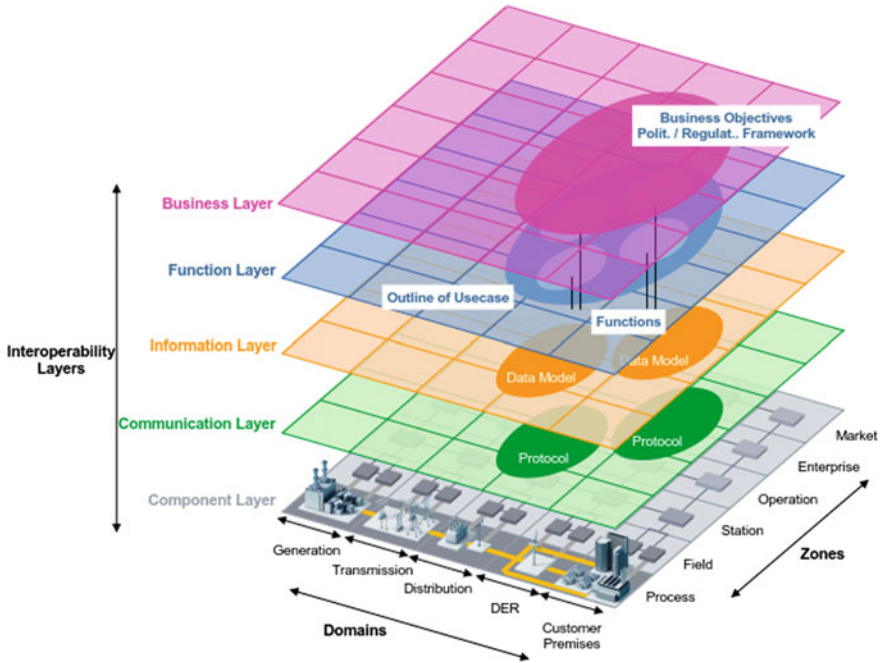 Business Objectives
Polit. / Regulat.. Framework
Business Layer
Function Layer
Outline of Usecase
Functions
Interoperability
Layers
Information Layer
Data Model
Data Model
Communication Layer
Protocol
Protocol
Component Layer
Market
Enterprise
Operation
Station
Field
Process
Zones
Generation
Transmission
Distribution
DER
Customer
Premises
Domains